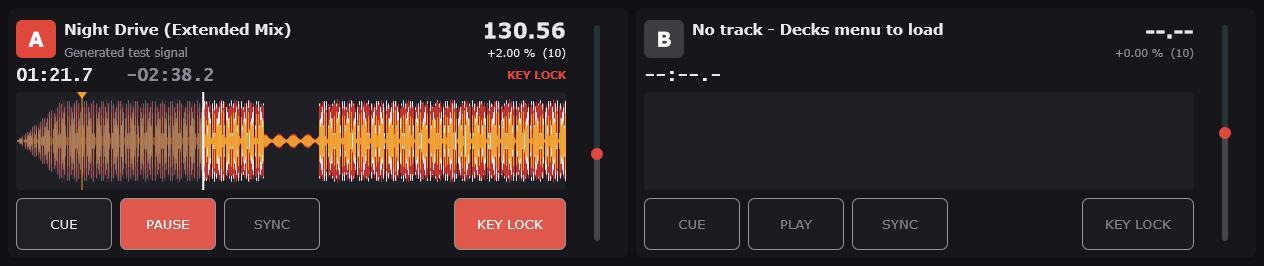 A
Night Drive (Extended Mix)
130.56
Generated test signal
+2.00 % (10)
01:21.7
-02:38.2
KEY LOCK
CUE
PAUSE
SYNC
KEY LOCK
B
No track - Decks menu to load
--.--
+0.00 % (10)
--:--.-
CUE
PLAY
SYNC
KEY LOCK